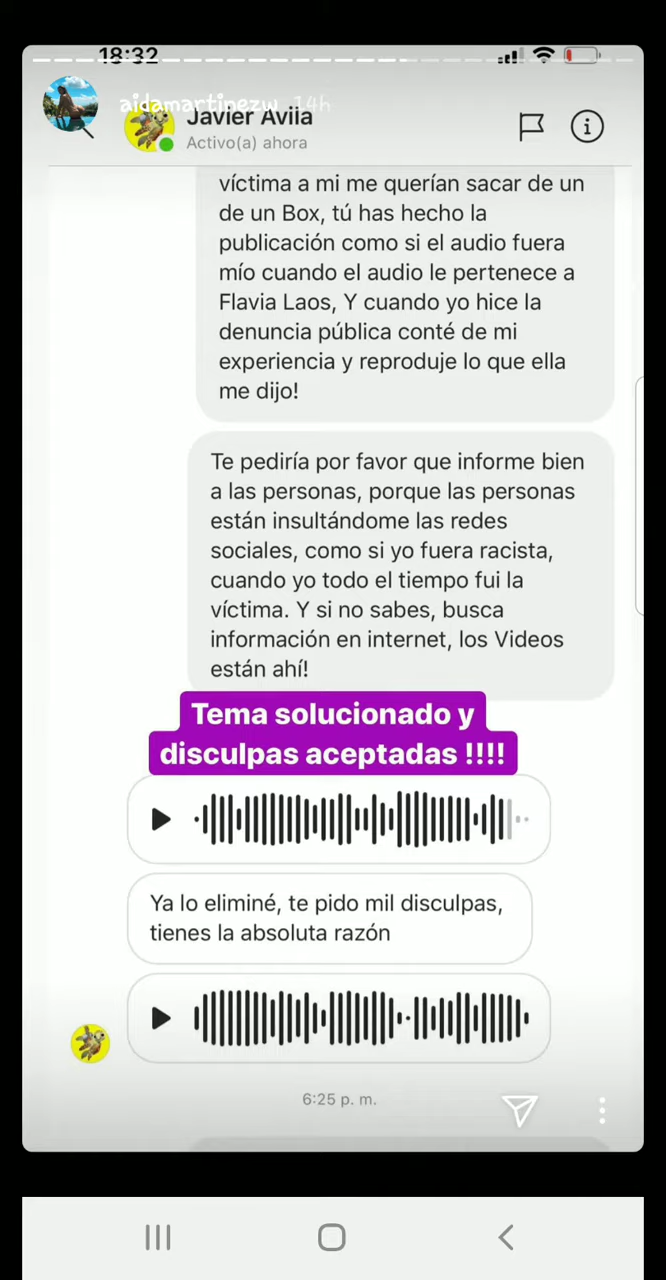 18:32
aidamartinezw 14h
Javier Avila
Activo(a) ahora
víctima a mi me querían sacar de un
de un Box, tú has hecho la
publicación como si el audio fuera
mío cuando el audio le pertenece a
Flavia Laos, Y cuando yo hice la
denuncia pública conté de mi
experiencia y reproduje lo que ella
me dijo!
Te pediría por favor que informe bien
a las personas, porque las personas
están insultándome las redes
sociales, como si yo fuera racista,
cuando yo todo el tiempo fui la
víctima. Y si no sabes, busca
información en internet, los Videos
están ahí!
Tema solucionado y
disculpas aceptadas !!!!
Ya lo eliminé, te pido mil disculpas,
tienes la absoluta razón
6:25 p. m.